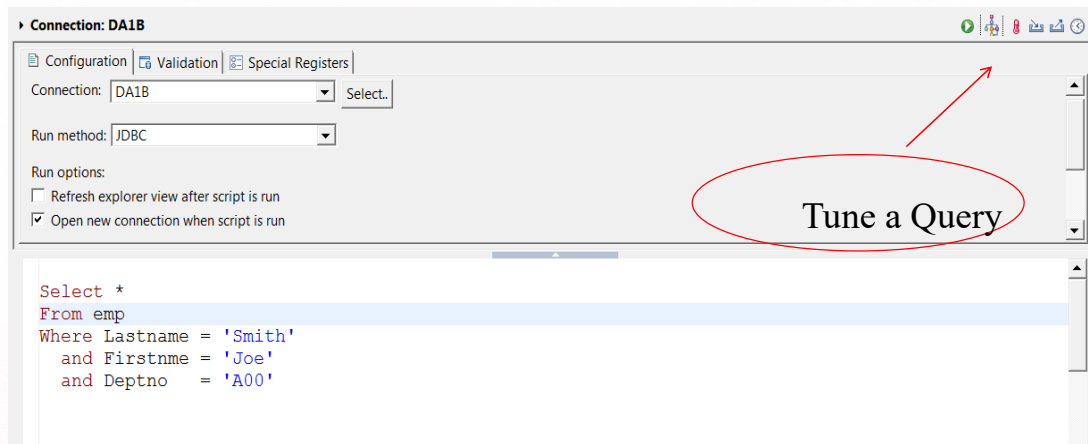 Connection: DA1B
Configuration Validation Special Registers
Connection: DA1B Select..
Run method: JDBC
Run options:
Refresh explorer view after script is run
Open new connection when script is run
Tune a Query
Select *
From emp
Where Lastname = 'Smith'
and Firstnme = 'Joe'
and Deptno = 'A00'